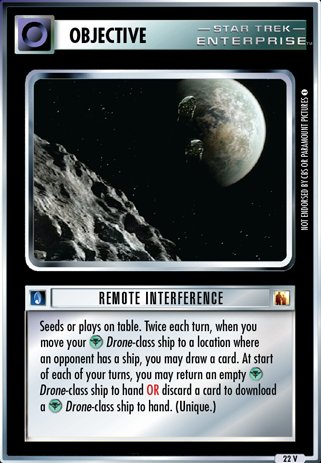 OBJECTIVE
STAR TREK
ENTERPRISE™
NOT ENDORSED BY CBS OR PARAMOUNT PICTURES
REMOTE INTERFERENCE
Seeds or plays on table. Twice each turn, when you
move your Drone-class ship to a location where
an opponent has a ship, you may draw a card. At start
of each of your turns, you may return an empty
Drone-class ship to hand OR discard a card to download
a Drone-class ship to hand. (Unique.)
22 V